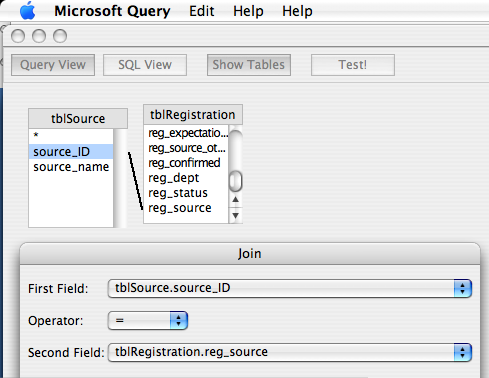 Microsoft Query Edit Help Help
Query View SQL View Show Tables Test!
tblSource
*
source_ID
source_name
tblRegistration
reg_expectatio...
reg_source_ot...
reg_confirmed
reg_dept
reg_status
reg_source
Join
First Field: tblSource.source_ID
Operator: =
Second Field: tblRegistration.reg_source